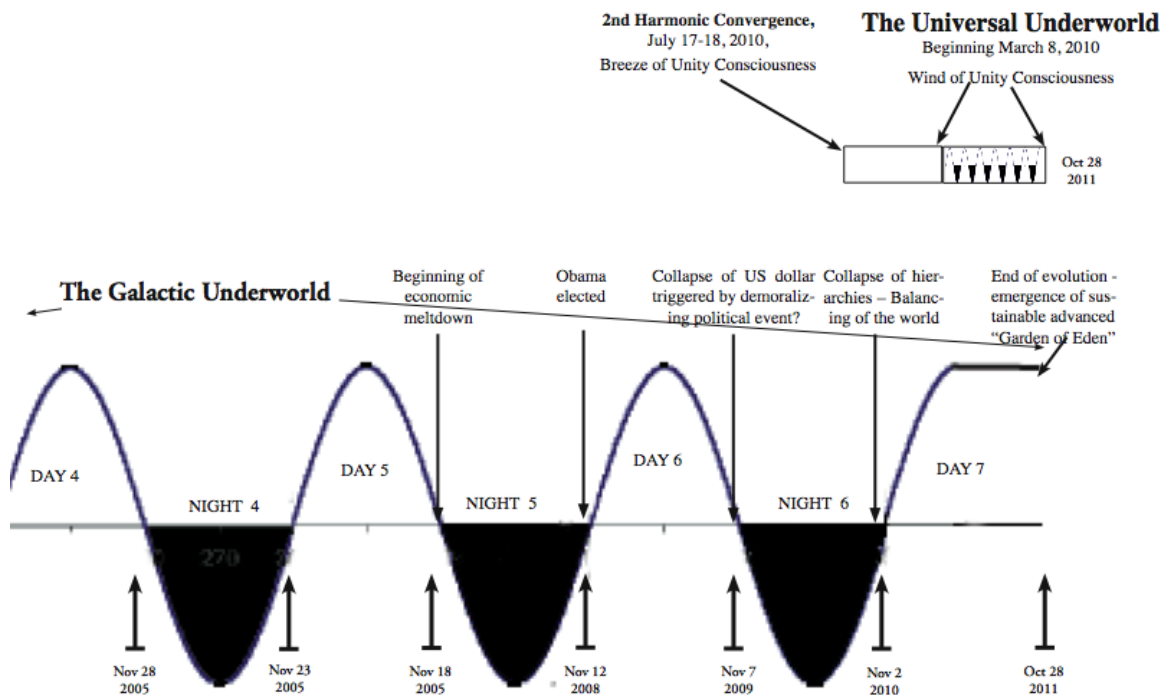 2nd Harmonic Convergence,
July 17-18, 2010,
Breeze of Unity Consciousness
The Universal Underworld
Beginning March 8, 2010
Wind of Unity Consciousness
Oct 28
2011
The Galactic Underworld
Beginning of
economic
meltdown
Obama
elected
Collapse of US dollar
triggered by demoraliz-
ing political event?
Collapse of hier-
archies – Balanc-
ing of the world
End of evolution -
emergence of sus-
tainable advanced
“Garden of Eden”
DAY 4
NIGHT 4
DAY 5
NIGHT 5
DAY 6
NIGHT 6
DAY 7
270
Nov 28
2005
Nov 23
2005
Nov 18
2005
Nov 12
2008
Nov 7
2009
Nov 2
2010
Oct 28
2011